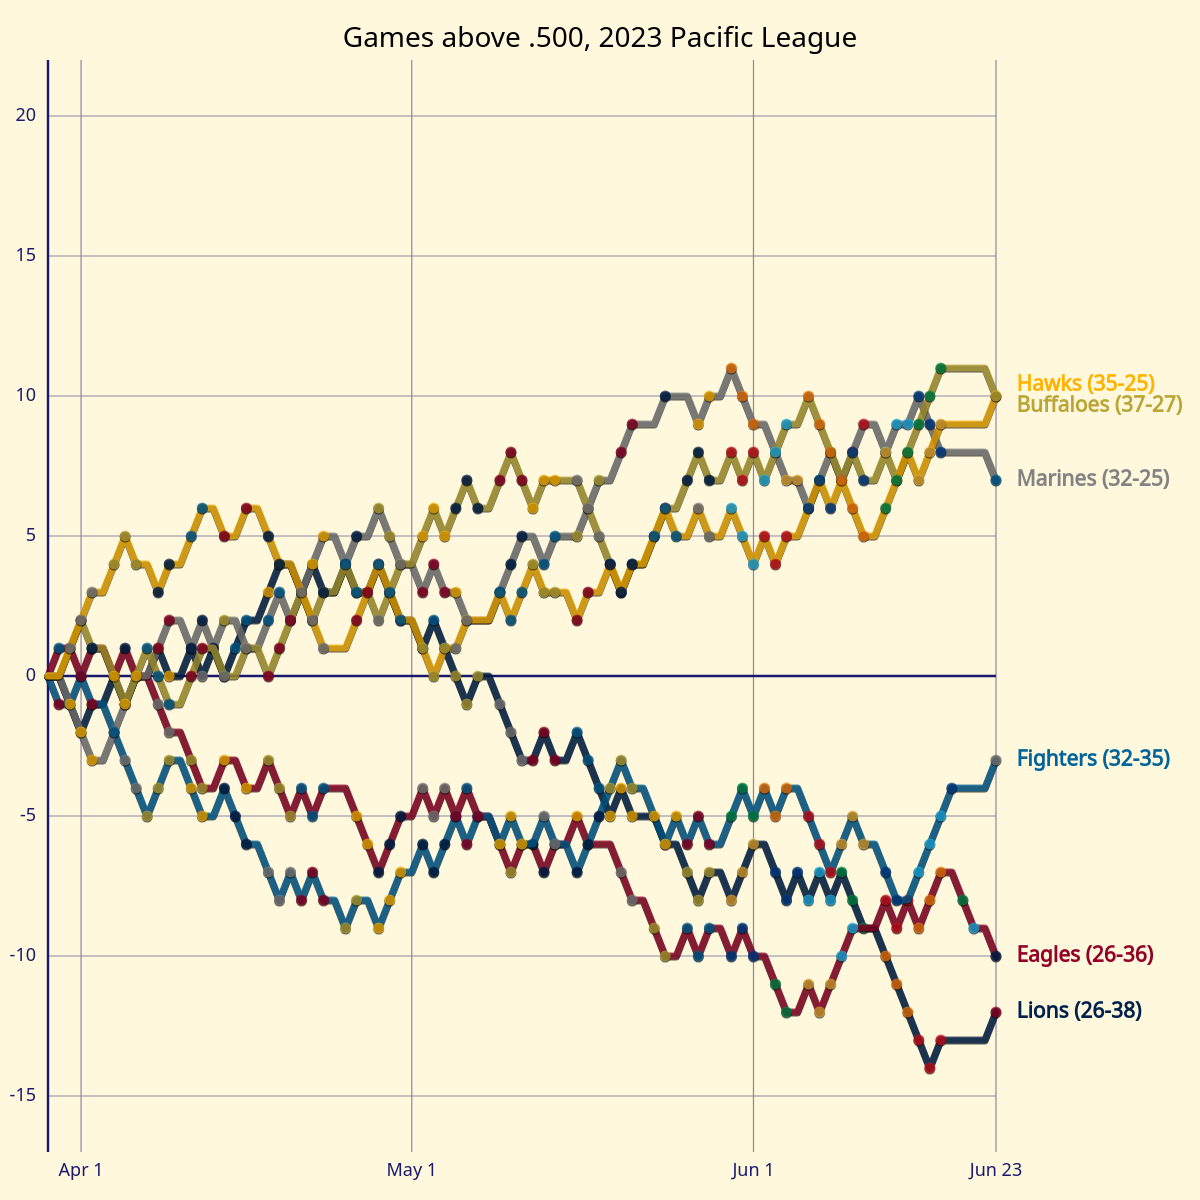 Games above .500, 2023 Pacific League
20
15
10
5
0
-5
-10
-15
Hawks (35-25)
Buffaloes (37-27)
Marines (32-25)
Fighters (32-35)
Eagles (26-36)
Lions (26-38)
Apr 1
May 1
Jun 1
Jun 23